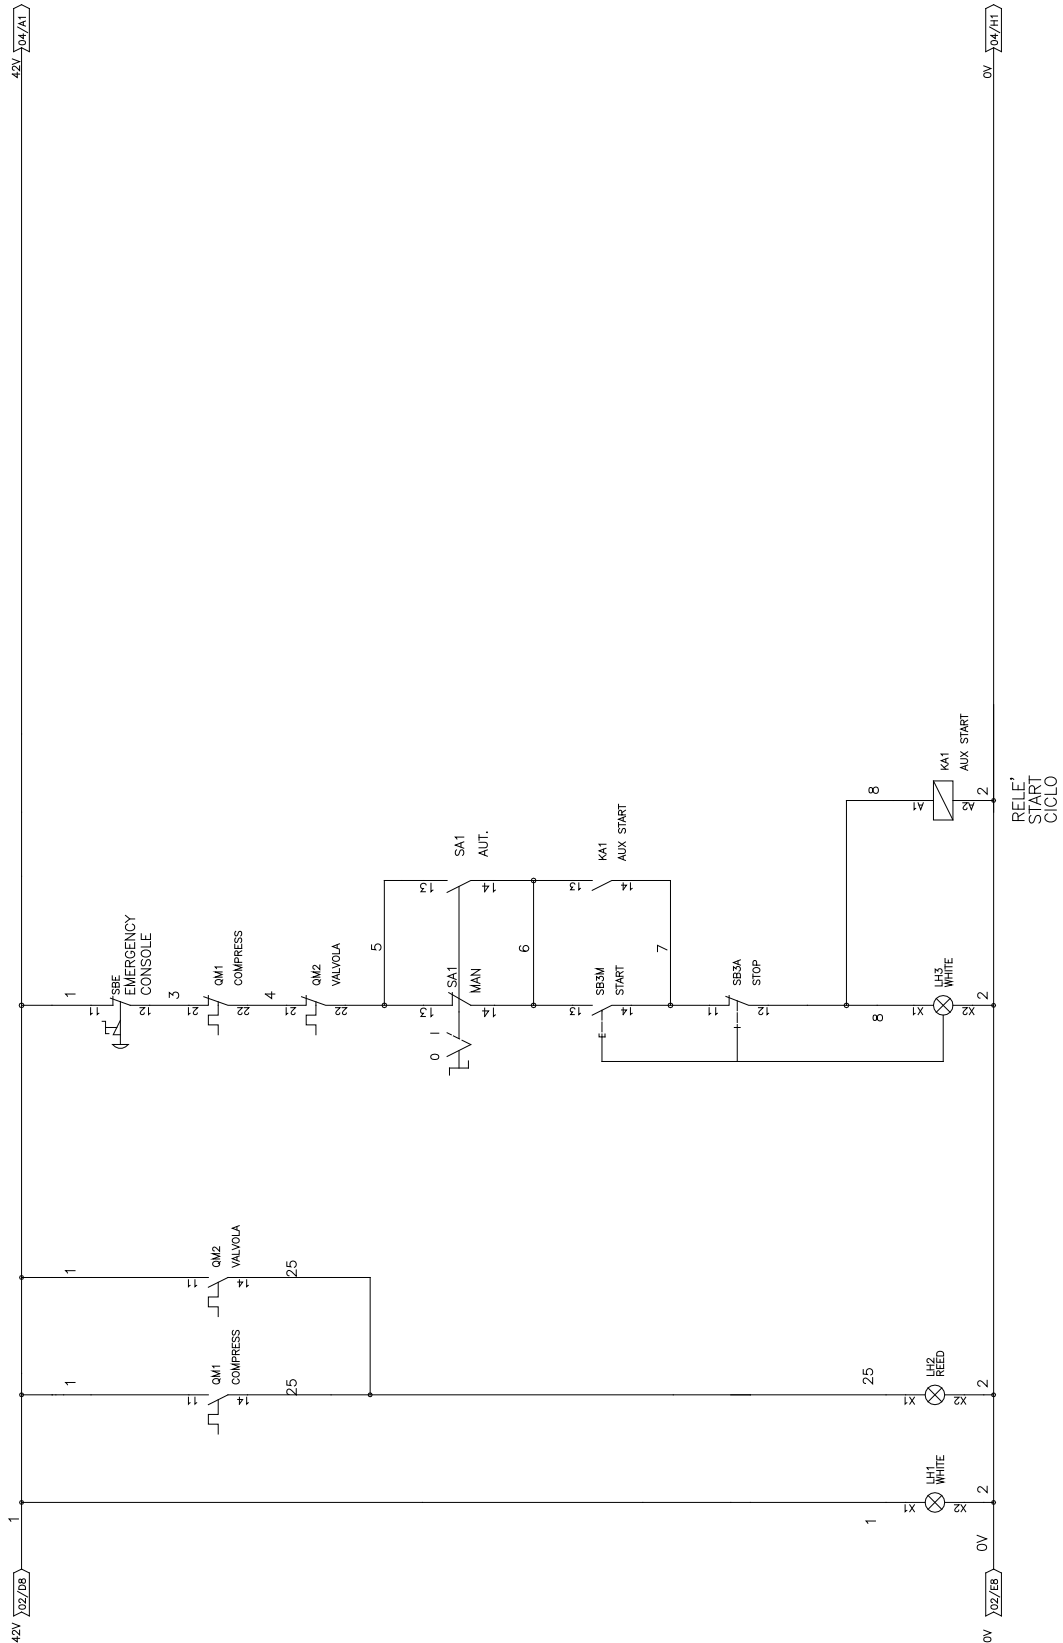 42V
02/D8
1
42V
04/A1
1
1
1
11
QM1
COMPRESS
14
25
11
QM2
VALVOLA
14
25
11
SBE
EMERGENCY
CONSOLE
12
3
21
QM1
COMPRESS
22
4
21
QM2
VALVOLA
22
5
0 1
13
SA1
MAN
14
13
SA1
AUT.
14
6
13
SB3M
START
14
E
13
KA1
AUX START
14
7
11
SB3A
STOP
12
1
X1
LH1
WHITE
X2
2
25
X1
LH2
REED
X2
2
8
X1
LH3
WHITE
X2
2
8
A1
KA1
AUX START
A2
2
0V
02/E8
0V
0V
04/H1
RELE'
START
CICLO